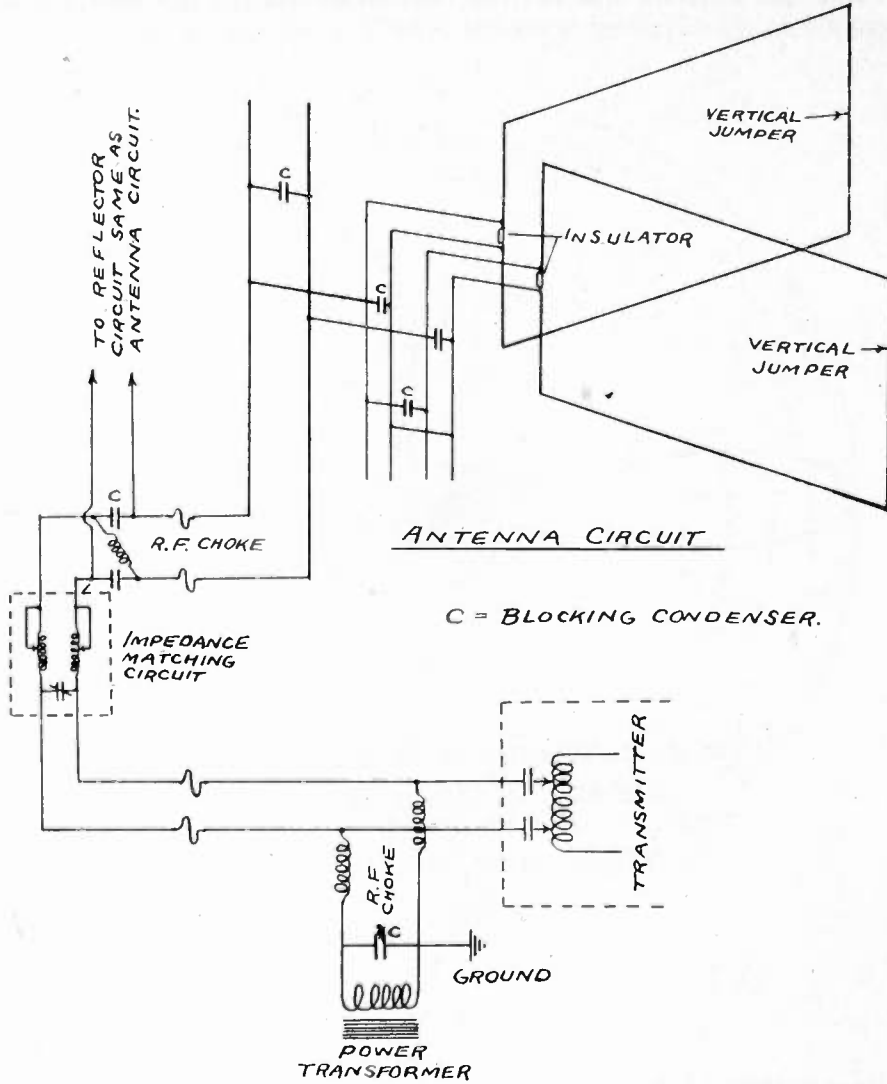 TO REFLECTOR
CIRCUIT SAME AS
ANTENNA CIRCUIT.
C
VERTICAL
JUMPER
INSULATOR
C
VERTICAL
JUMPER
C
C
R.F. CHOKE
ANTENNA CIRCUIT
C = BLOCKING CONDENSER.
IMPEDANCE
MATCHING
CIRCUIT
TRANSMITTER
R.F.
CHOKE
C
GROUND
POWER
TRANSFORMER